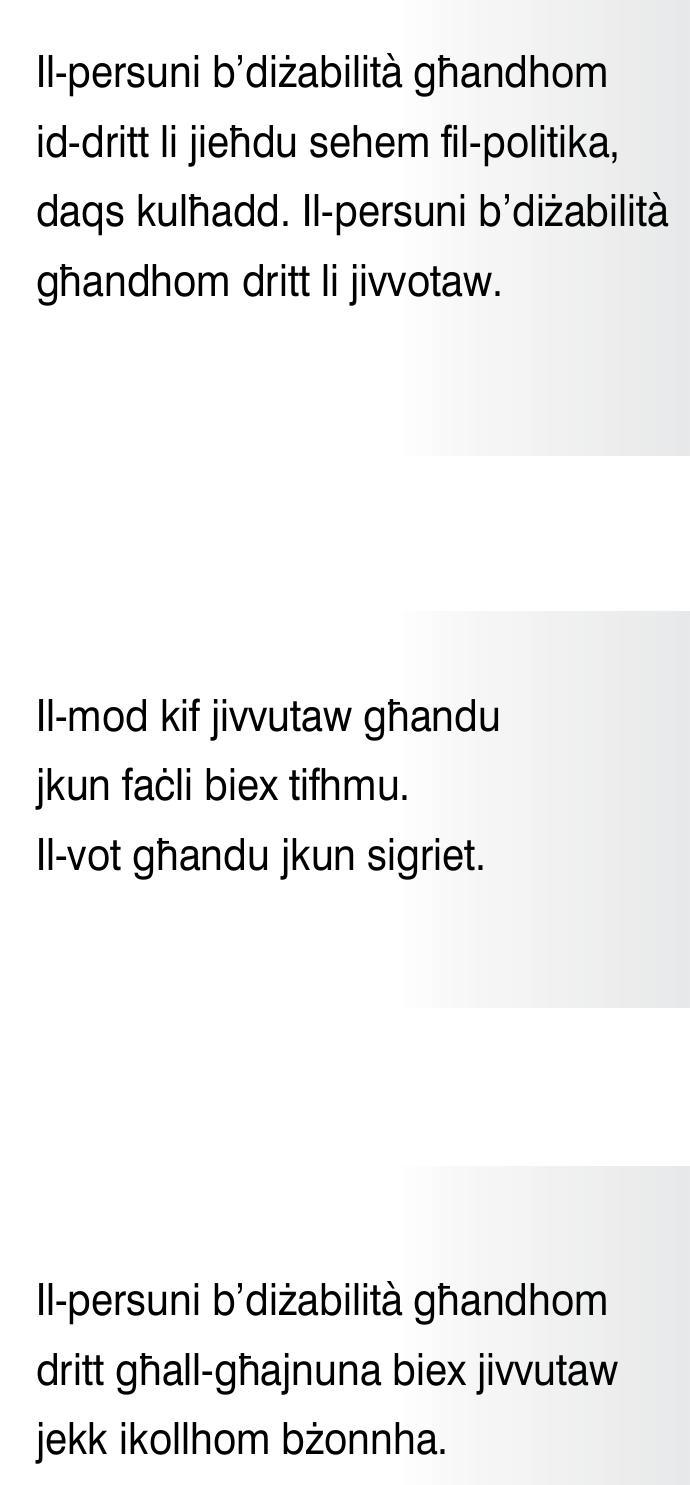 Il-persuni b’diżabilità għandhom
id-dritt li jieħdu sehem fil-politika,
daqs kulħadd. Il-persuni b’diżabilità
għandhom dritt li jivvotaw.
Il-mod kif jivvutaw għandu
jkun faċli biex tifhmu.
Il-vot għandu jkun sigriet.
Il-persuni b’diżabilità għandhom
dritt għall-għajnuna biex jivvutaw
jekk ikollhom bżonnha.